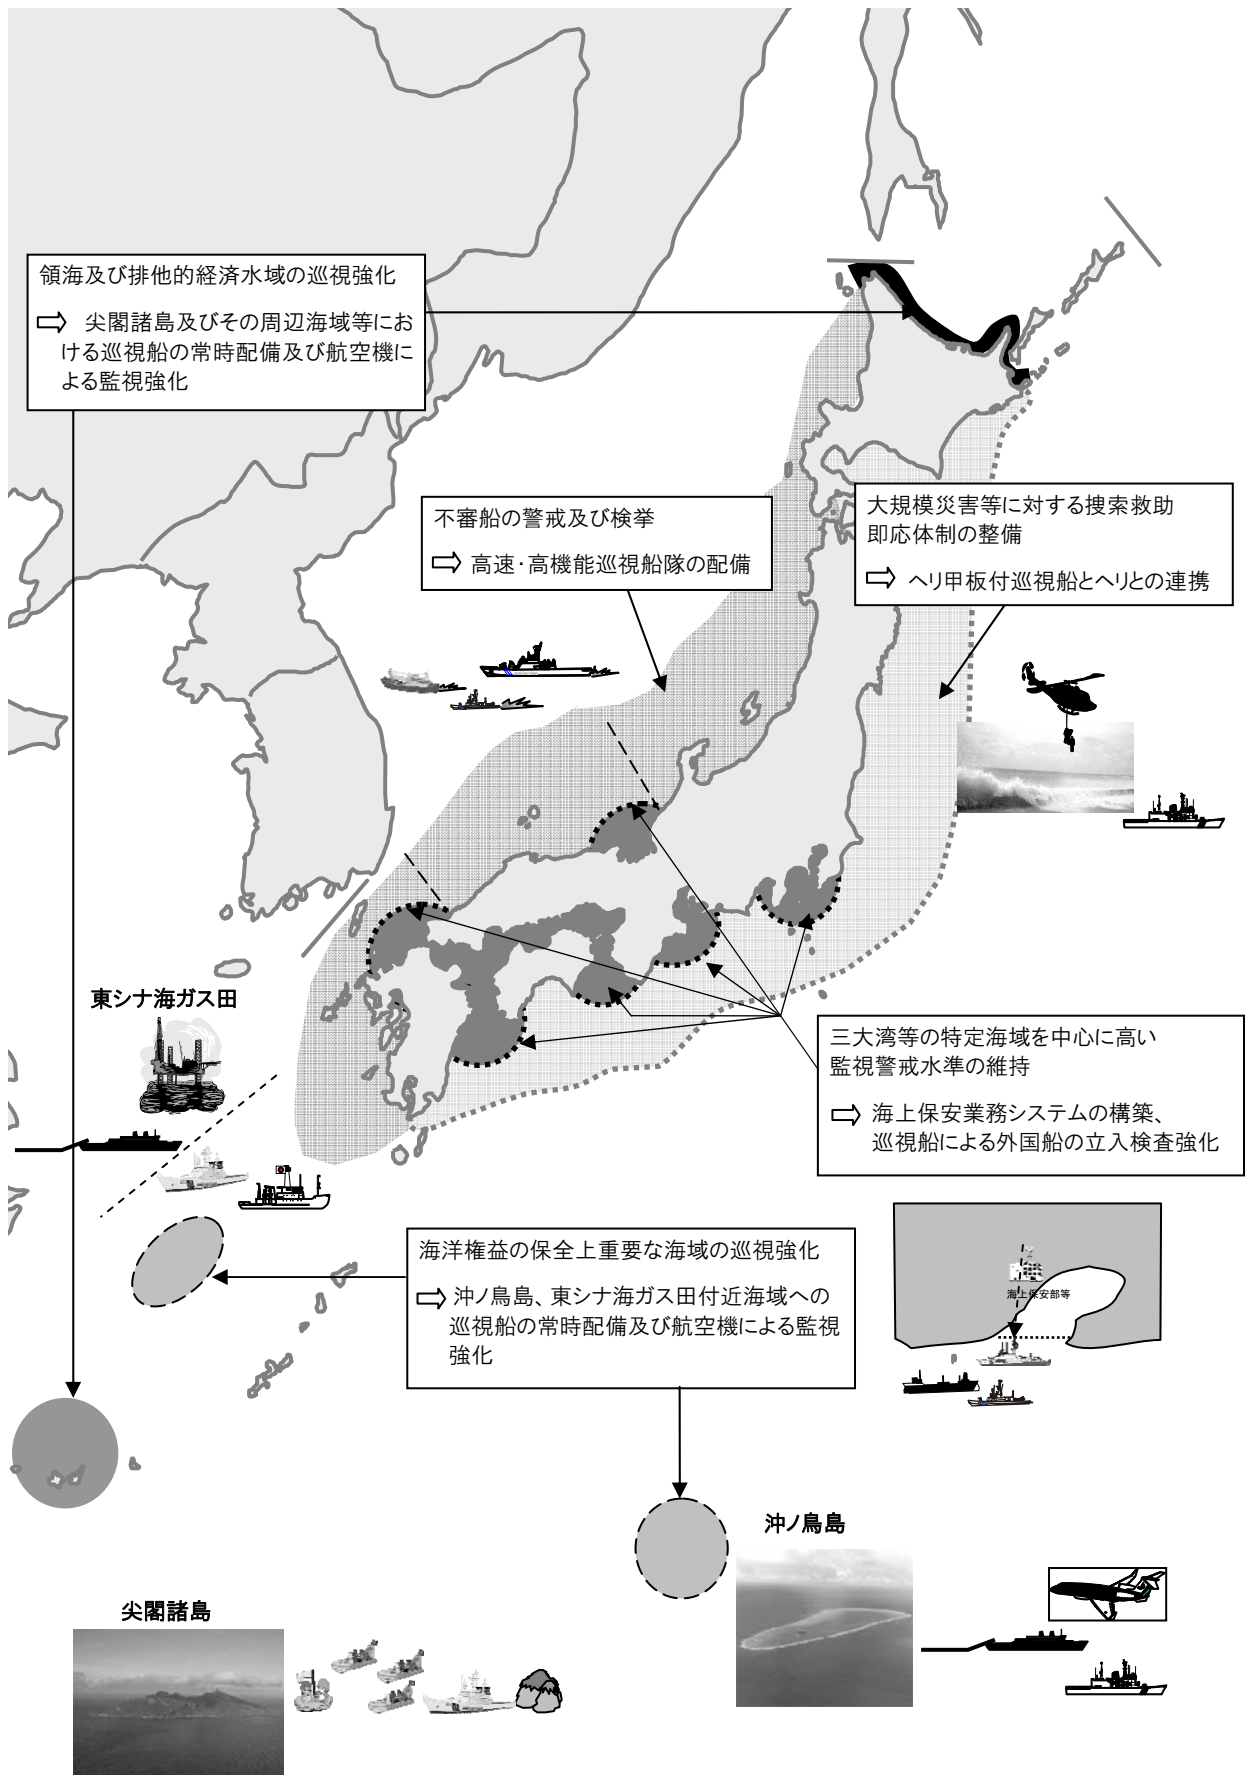 領海及び排他的経済水域の巡視強化
⇨ 尖閣諸島及びその周辺海域等にお
ける巡視船の常時配備及び航空機に
よる監視強化
不審船の警戒及び検挙
⇨ 高速・高機能巡視船隊の配備
大規模災害等に対する捜索救助
即応体制の整備
⇨ ヘリ甲板付巡視船とヘリとの連携
東シナ海ガス田
三大湾等の特定海域を中心に高い
監視警戒水準の維持
⇨ 海上保安業務システムの構築、
巡視船による外国船の立入検査強化
海洋権益の保全上重要な海域の巡視強化
⇨ 沖ノ鳥島、東シナ海ガス田付近海域への
巡視船の常時配備及び航空機による監視
強化
海上保安部等
沖ノ鳥島
尖閣諸島